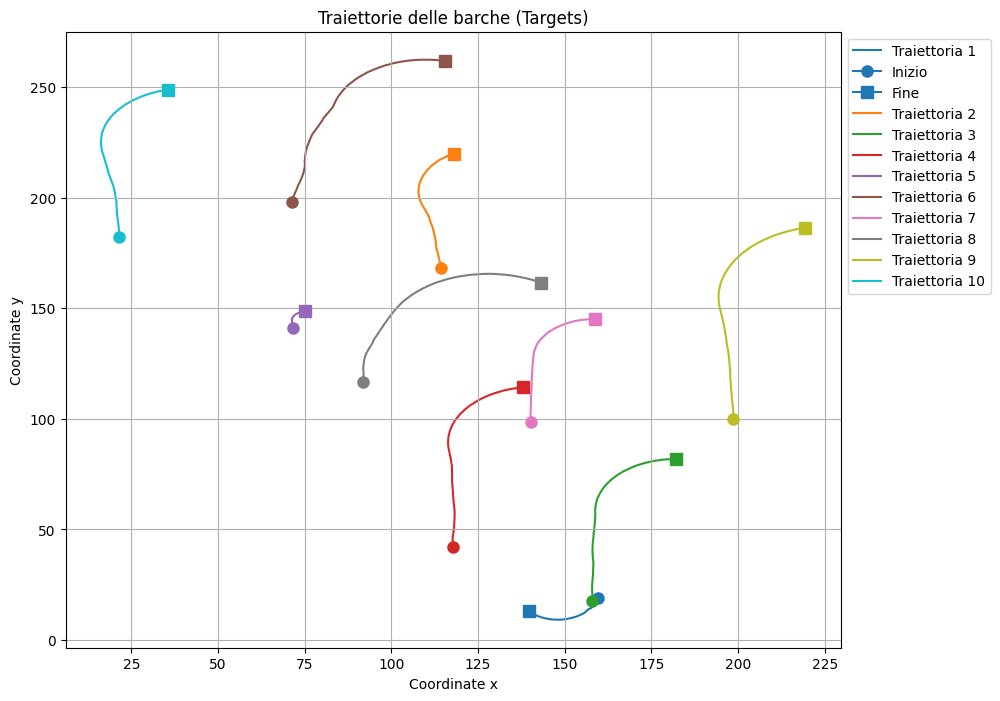 Traiettorie delle barche (Targets)
Coordinate y
250
200
150
100
50
0
25
50
75
100
125
150
175
200
225
Coordinate x
Traiettoria 1
Inizio
Fine
Traiettoria 2
Traiettoria 3
Traiettoria 4
Traiettoria 5
Traiettoria 6
Traiettoria 7
Traiettoria 8
Traiettoria 9
Traiettoria 10